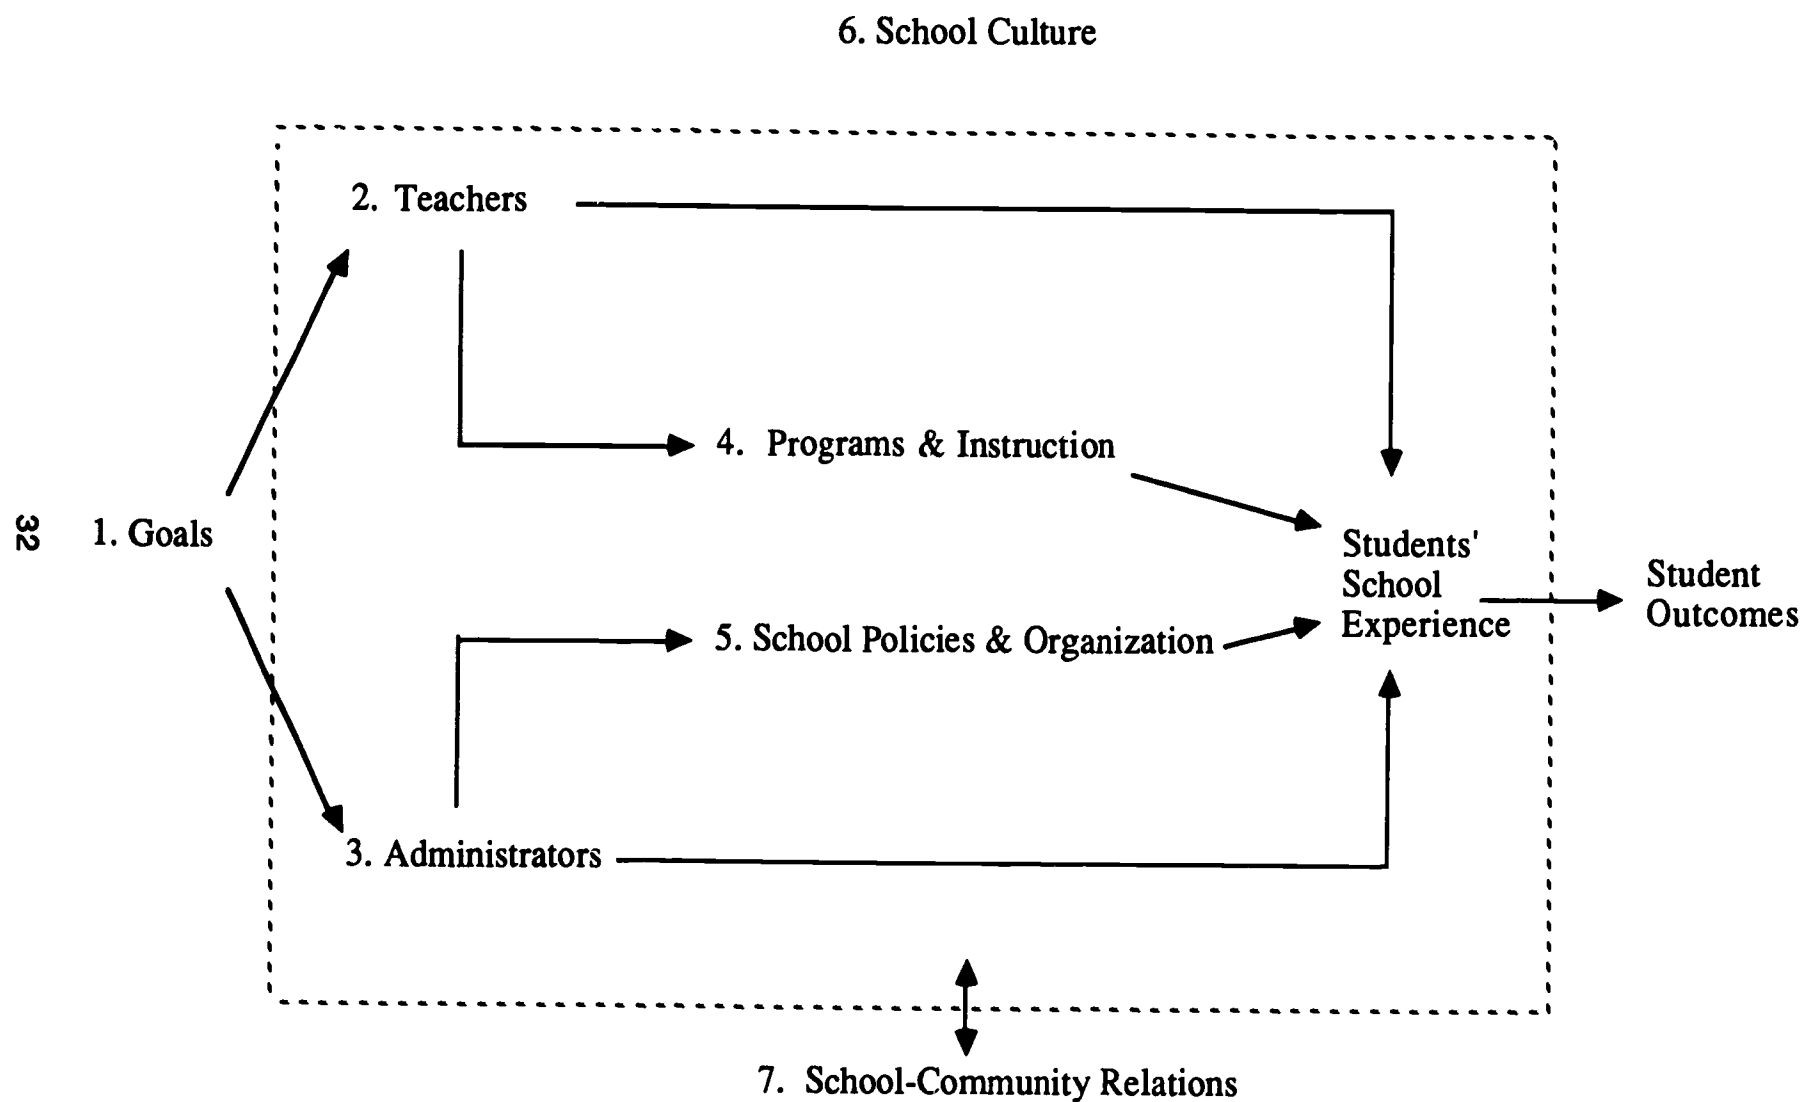 6. School Culture
2. Teachers
4. Programs & Instruction
32
1. Goals
Students'
School
Experience
Student
Outcomes
5. School Policies & Organization
3. Administrators
7. School-Community Relations